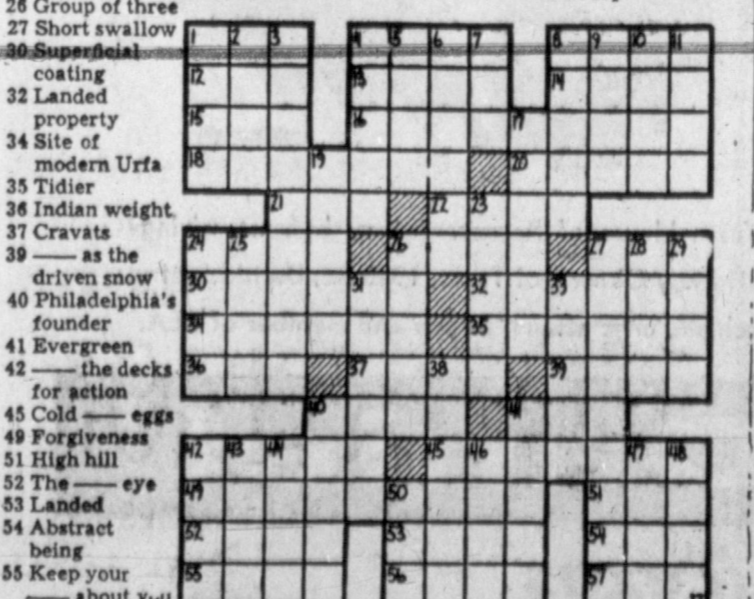 26 Group of three
27 Short swallow
30 Superficial
coating
32 Landed
property
34 Site of
modern Urfa
35 Tidier
36 Indian weight
37 Cravats
39 —— as the
driven snow
40 Philadelphia's
founder
41 Evergreen
42 —— the decks
for action
45 Cold —— eggs
49 Forgiveness
51 High hill
52 The —— eye
53 Landed
54 Abstract
being
55 Keep your
—— about
1 2 3 4 5 6 7 8 9 10 11
12 13 14
15 16 17
18 19 20
21 22 23
24 25 26 27 28 29
30 31 32 33
34 35
36 37 38 39
40 41
42 43 44 45 46 47 48
49 50 51
52 53 54
55 56 57